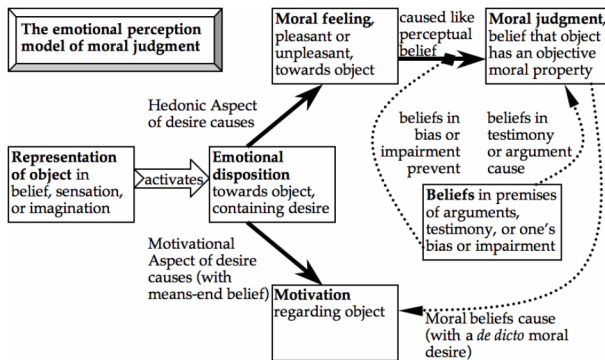 The emotional perception
model of moral judgment
Moral feeling,
pleasant or
unpleasant,
towards object
caused like
perceptual
belief
Moral judgment,
belief that object
has an objective
moral property
Hedonic Aspect
of desire causes
beliefs in
bias or
impairment
prevent
beliefs in
testimony
or argument
cause
Representation
of object in
belief, sensation,
or imagination
activates
Emotional
disposition
towards object,
containing desire
Beliefs in premises
of arguments,
testimony, or one's
bias or impairment
Motivational
Aspect of desire
causes (with
means-end belief)
Motivation
regarding object
Moral beliefs cause
(with a de dicto moral
desire)